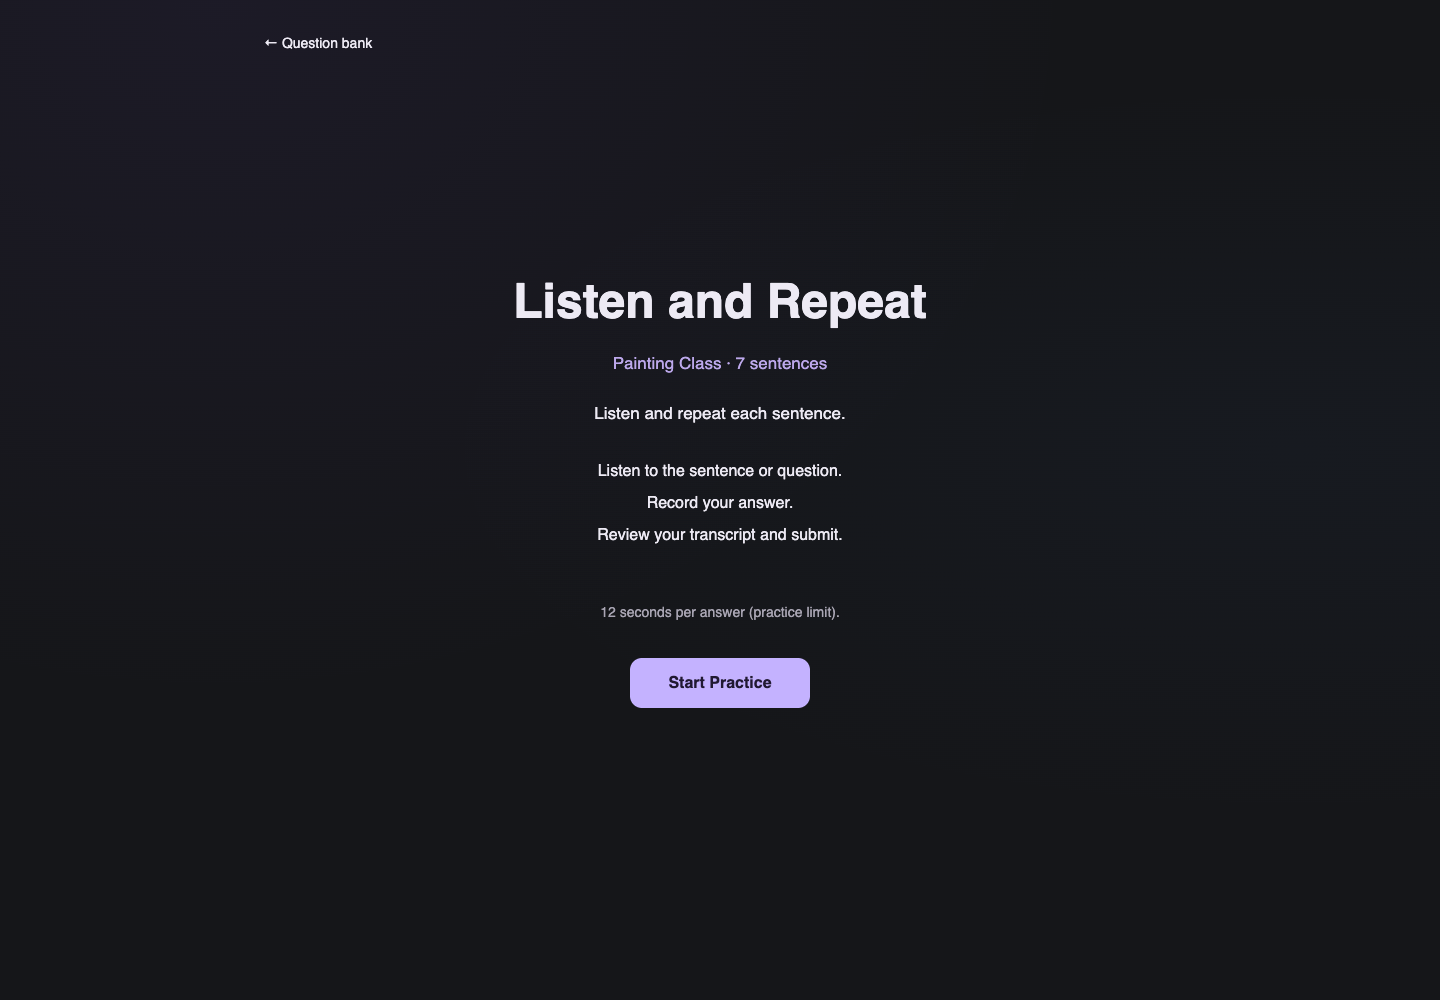 ← Question bank
Listen and Repeat
Painting Class · 7 sentences
Listen and repeat each sentence.
Listen to the sentence or question.
Record your answer.
Review your transcript and submit.
12 seconds per answer (practice limit).
Start Practice